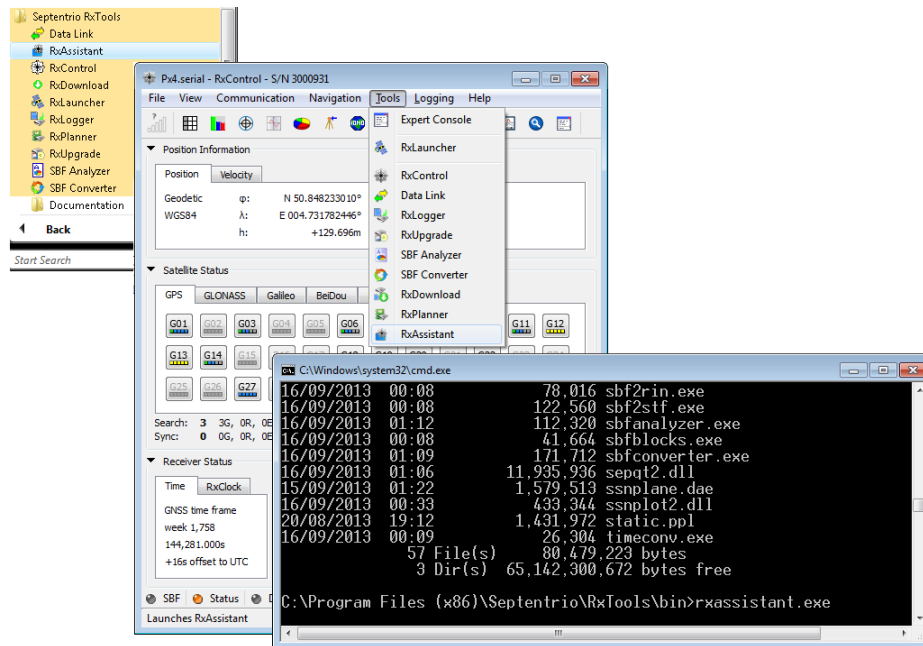 Septentrio RxTools
Data Link
RxAssistant
RxControl
RxDownload
RxLauncher
RxLogger
RxPlanner
RxUpgrade
SBF Analyzer
SBF Converter
Documentation
Back
Start Search
Px4.serial - RxControl - S/N 3000931
File View Communication Navigation Tools Logging Help
Expert Console
RxLauncher
RxControl
Data Link
RxLogger
RxUpgrade
SBF Analyzer
SBF Converter
RxDownload
RxPlanner
RxAssistant
Position Information
Position Velocity
Geodetic φ: N 50.848233010°
WGS84 λ: E 004.731782446°
h: +129.696m
Satellite Status
GPS GLONASS Galileo BeiDou
G01 G02 G03 G04 G05 G06 G11 G12
G13 G14 G15
G25 G26 G27
Search: 3 3G, 0R, 0E
Sync: 0 0G, 0R, 0E
Receiver Status
Time RxClock
GNSS time frame
week 1,758
144,281.000s
+16s offset to UTC
SBF Status
Launches RxAssistant
C:\Windows\system32\cmd.exe
16/09/2013 00:08 78,016 sbf2rin.exe
16/09/2013 00:08 122,560 sbf2stf.exe
16/09/2013 01:12 112,320 sbfanalyzer.exe
16/09/2013 00:08 41,664 sbfblocks.exe
16/09/2013 01:09 171,712 sbfconverter.exe
16/09/2013 01:06 11,935,936 sepqt2.dll
15/09/2013 01:22 1,579,513 ssnplane.dae
16/09/2013 00:33 433,344 ssnplot2.dll
20/08/2013 19:12 1,431,972 static.ppl
16/09/2013 00:09 26,304 timeconv.exe
57 File(s) 80,479,223 bytes
3 Dir(s) 65,142,300,672 bytes free
C:\Program Files (x86)\Septentrio\RxTools\bin>rxassistant.exe